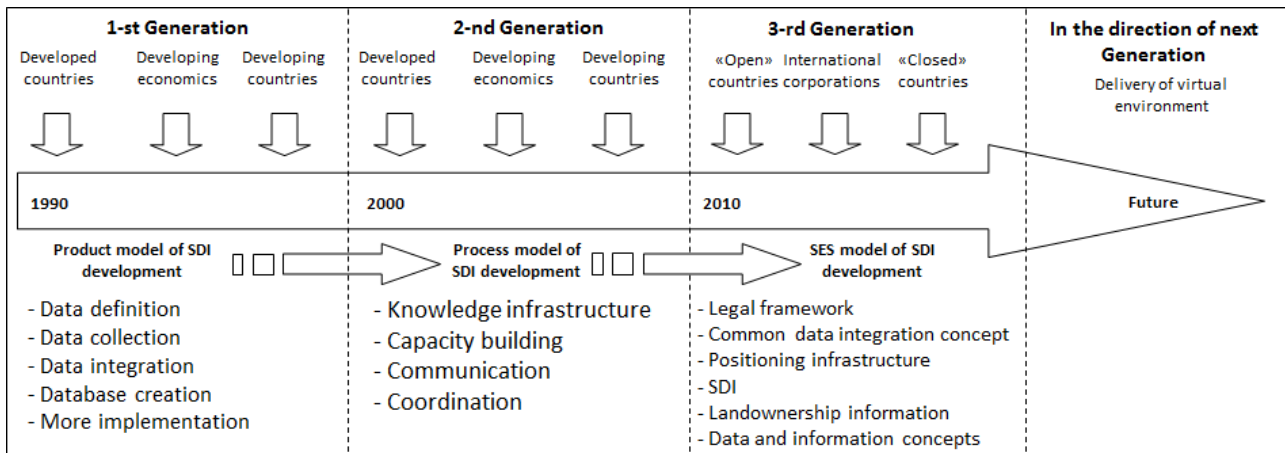 1-st Generation
Developed countries
Developing economics
Developing countries
2-nd Generation
Developed countries
Developing economics
Developing countries
3-rd Generation
«Open» countries
International corporations
«Closed» countries
In the direction of next Generation
Delivery of virtual environment
1990
2000
2010
Future
Product model of SDI development
Process model of SDI development
SES model of SDI development
- Data definition
- Data collection
- Data integration
- Database creation
- More implementation
- Knowledge infrastructure
- Capacity building
- Communication
- Coordination
- Legal framework
- Common data integration concept
- Positioning infrastructure
- SDI
- Landownership information
- Data and information concepts